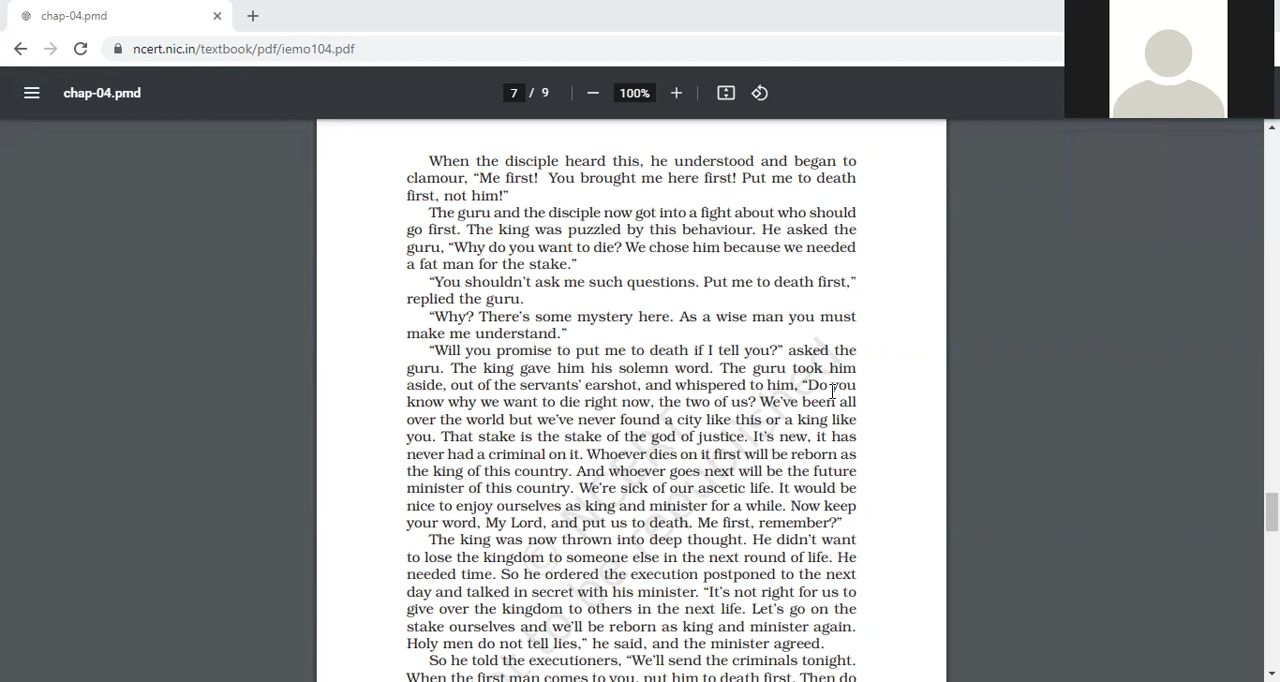 chap-04.pmd
ncert.nic.in/textbook/pdf/iemo104.pdf
chap-04.pmd
7 / 9
100%
When the disciple heard this, he understood and began to
clamour, “Me first! You brought me here first! Put me to death
first, not him!”
The guru and the disciple now got into a fight about who should
go first. The king was puzzled by this behaviour. He asked the
guru, “Why do you want to die? We chose him because we needed
a fat man for the stake.”
“You shouldn’t ask me such questions. Put me to death first,”
replied the guru.
“Why? There’s some mystery here. As a wise man you must
make me understand.”
“Will you promise to put me to death if I tell you?” asked the
guru. The king gave him his solemn word. The guru took him
aside, out of the servants’ earshot, and whispered to him, “Do you
know why we want to die right now, the two of us? We’ve been all
over the world but we’ve never found a city like this or a king like
you. That stake is the stake of the god of justice. It’s new, it has
never had a criminal on it. Whoever dies on it first will be reborn as
the king of this country. And whoever goes next will be the future
minister of this country. We’re sick of our ascetic life. It would be
nice to enjoy ourselves as king and minister for a while. Now keep
your word, My Lord, and put us to death. Me first, remember?”
The king was now thrown into deep thought. He didn’t want
to lose the kingdom to someone else in the next round of life. He
needed time. So he ordered the execution postponed to the next
day and talked in secret with his minister. “It’s not right for us to
give over the kingdom to others in the next life. Let’s go on the
stake ourselves and we’ll be reborn as king and minister again.
Holy men do not tell lies,” he said, and the minister agreed.
So he told the executioners, “We’ll send the criminals tonight.
When the first man comes to you, put him to death first. Then do
© NCERT
to be republished